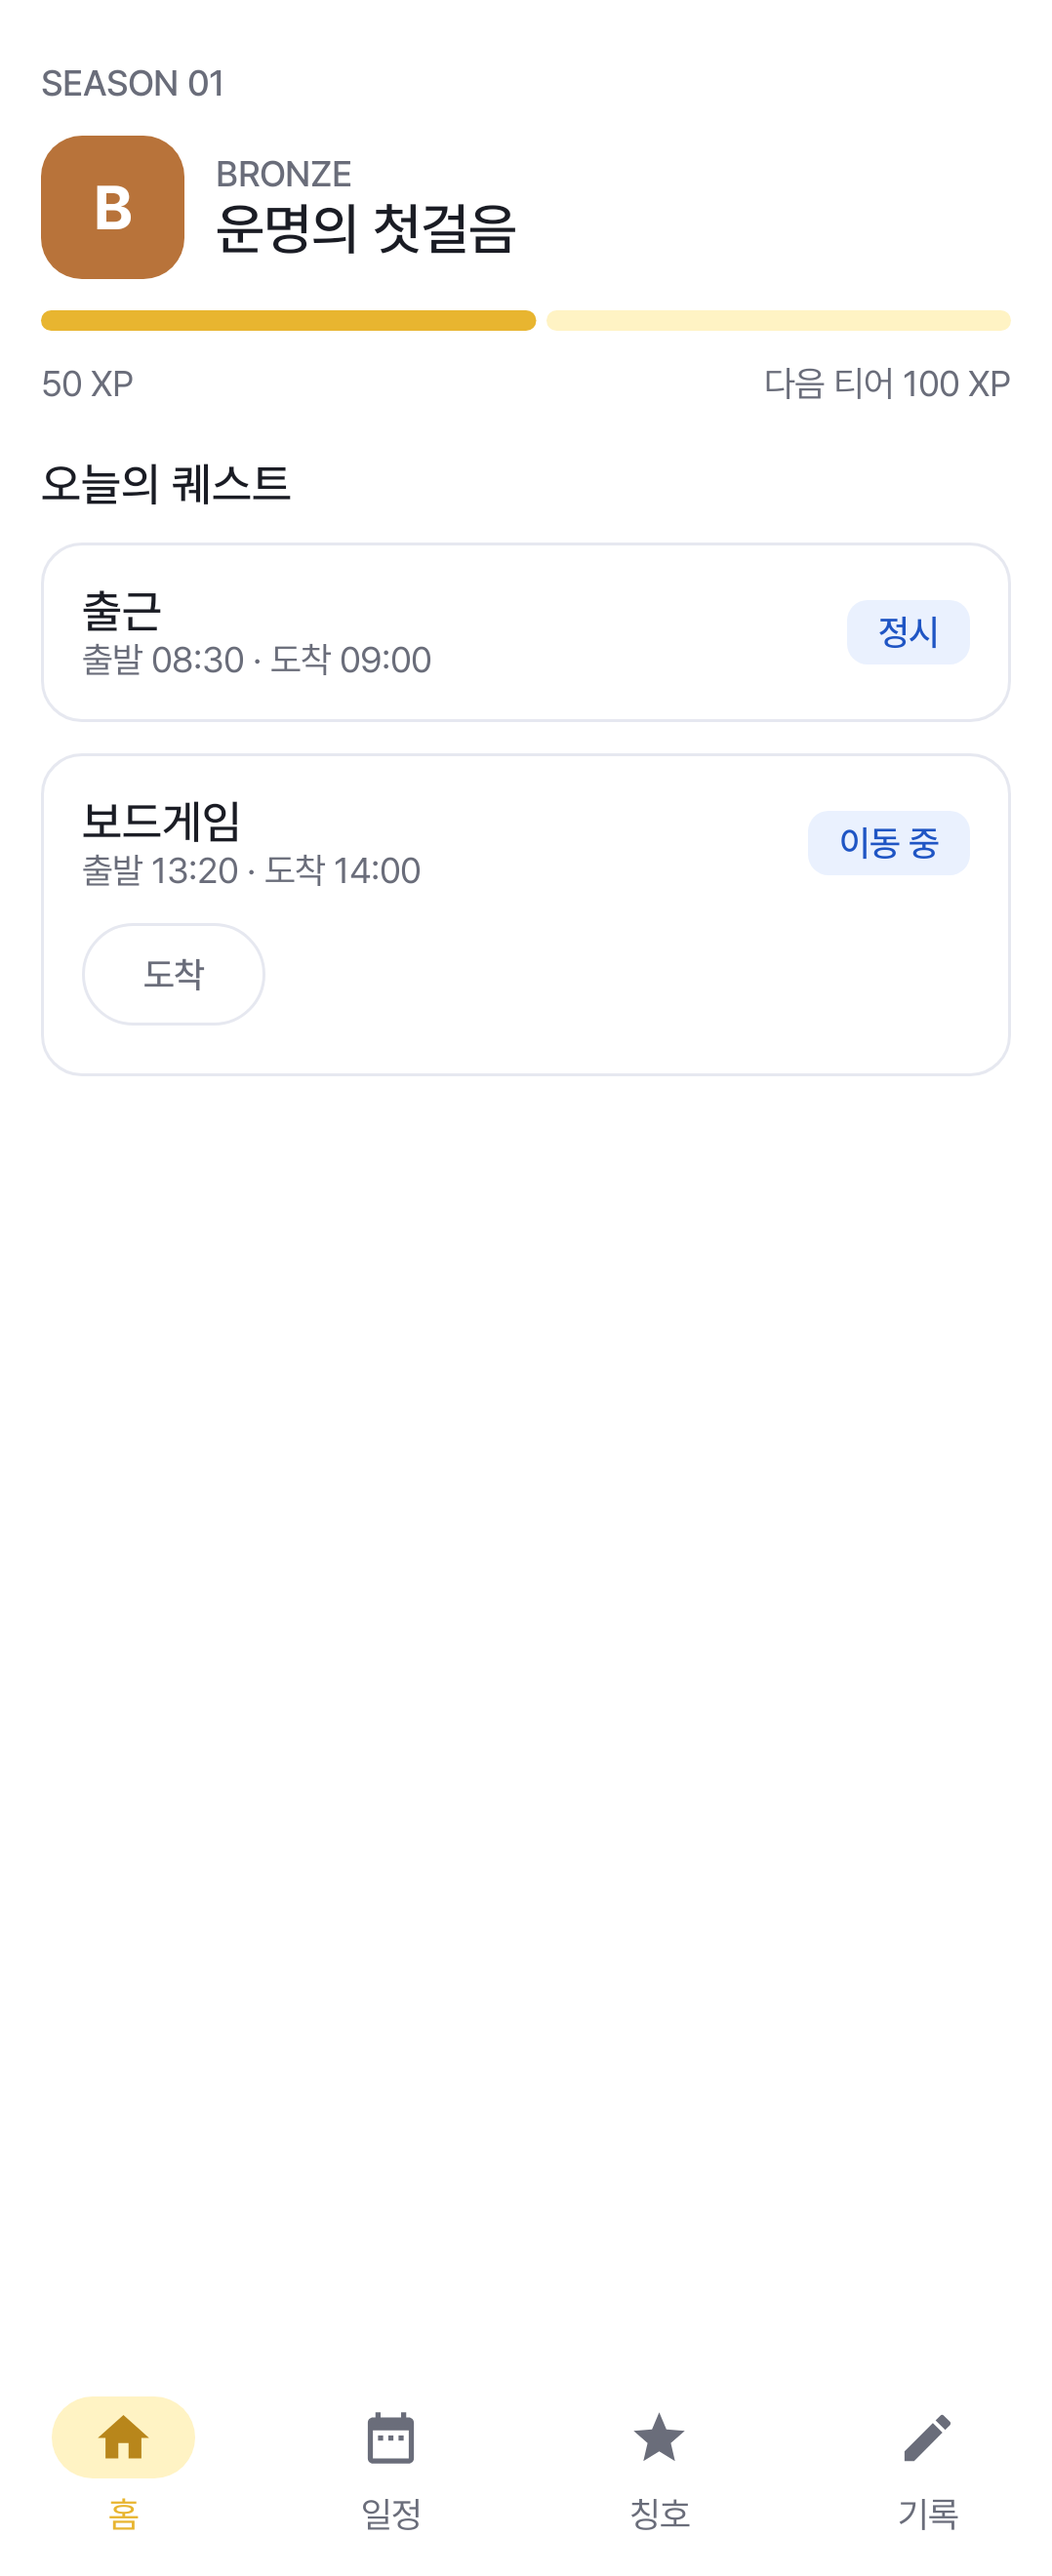 SEASON 01
B
BRONZE
운명의 첫걸음
50 XP
다음 티어 100 XP
오늘의 퀘스트
출근
출발 08:30 · 도착 09:00
정시
보드게임
출발 13:20 · 도착 14:00
이동 중
도착
홈
일정
칭호
기록